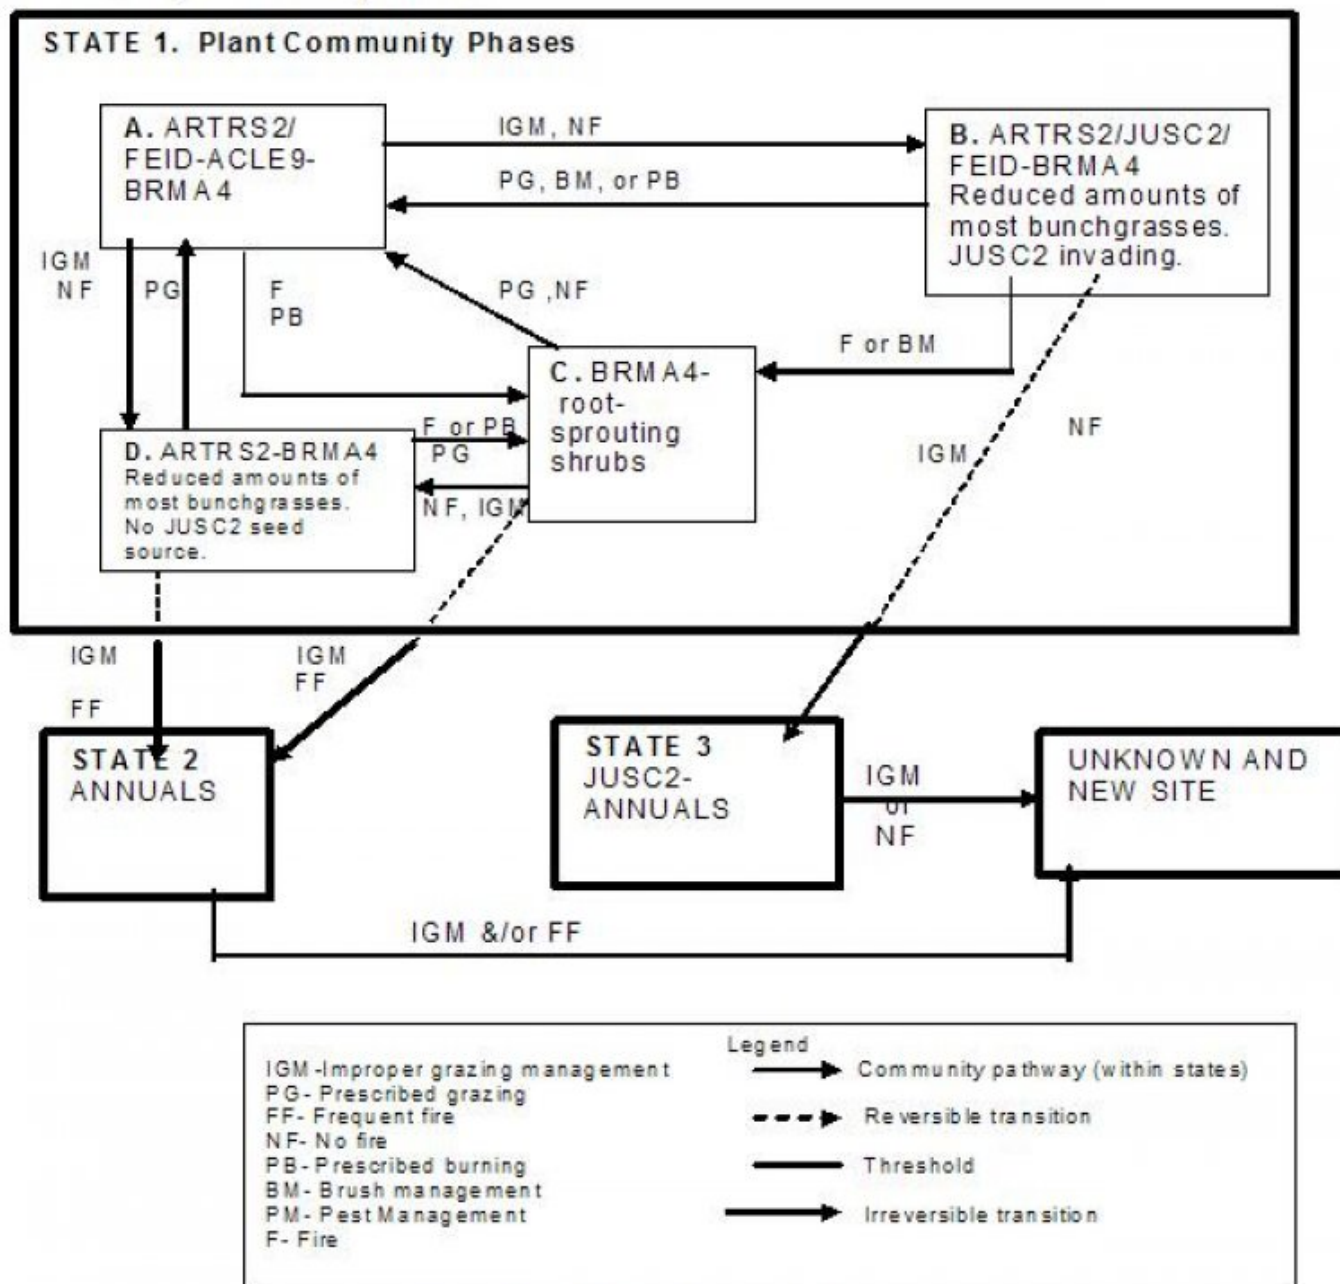 STATE 1. Plant Community Phases
A. ARTRS2/
FEID-ACLE9-
BRMA4
IGM, NF
PG, BM, or PB
B. ARTRS2/JUSC2/
FEID-BRMA4
Reduced amounts of
most bunchgrasses.
JUSC2 invading.
IGM
NF
PG
F
PB
PG ,NF
F or BM
C. BRMA4-
root-
sprouting
shrubs
NF
IGM
D. ARTRS2-BRMA4
Reduced amounts of
most bunchgrasses.
No JUSC2 seed
source.
F or PB
PG
NF, IGM
IGM
FF
IGM
FF
STATE 2
ANNUALS
STATE 3
JUSC2-
ANNUALS
IGM
or
NF
UNKNOWN AND
NEW SITE
IGM &/or FF
Legend
IGM -Improper grazing management
PG- Prescribed grazing
FF- Frequent fire
NF- No fire
PB- Prescribed burning
BM- Brush management
PM- Pest Management
F- Fire
Community pathway (within states)
Reversible transition
Threshold
Irreversible transition